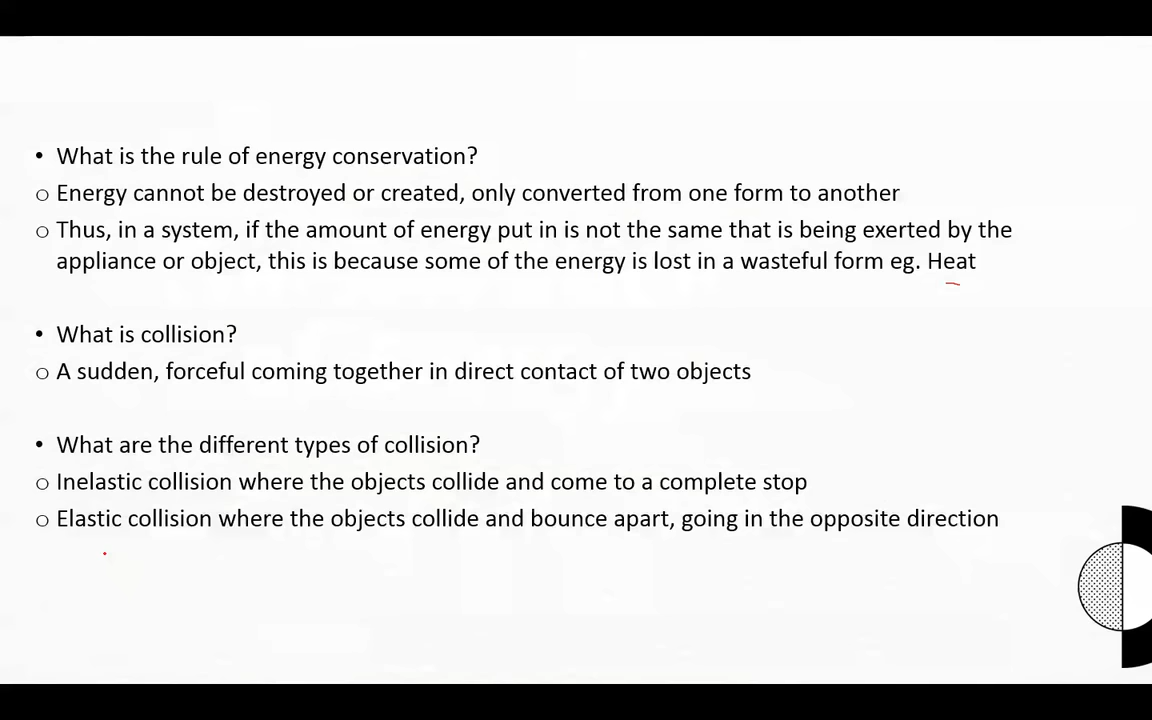 • What is the rule of energy conservation?
o Energy cannot be destroyed or created, only converted from one form to another
o Thus, in a system, if the amount of energy put in is not the same that is being exerted by the
appliance or object, this is because some of the energy is lost in a wasteful form eg. Heat
• What is collision?
o A sudden, forceful coming together in direct contact of two objects
• What are the different types of collision?
o Inelastic collision where the objects collide and come to a complete stop
o Elastic collision where the objects collide and bounce apart, going in the opposite direction